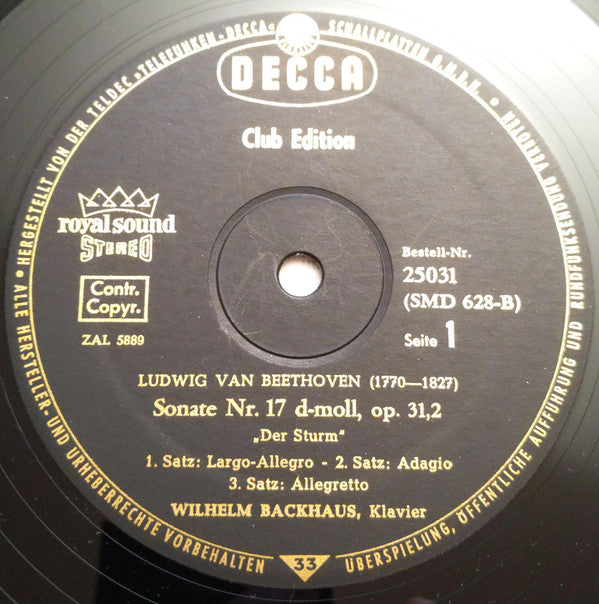 HERGESTELLT VON DER TELDEC »TELEFUNKEN-DECCA« SCHALLPLATTEN G.M.B.H. •
DECCA
Club Edition
royal sound
STEREO
Contr.
Copyr.
ZAL 5889
Bestell-Nr.
25031
(SMD 628-B)
Seite 1
LUDWIG VAN BEETHOVEN (1770—1827)
Sonate Nr. 17 d-moll, op. 31,2
„Der Sturm“
1. Satz: Largo-Allegro - 2. Satz: Adagio
3. Satz: Allegretto
WILHELM BACKHAUS, Klavier
• ALLE HERSTELLER- UND URHEBERRECHTE VORBEHALTEN
33
ÜBERSPIELUNG, ÖFFENTLICHE AUFFÜHRUNG UND RUNDFUNKSENDUNG VERBOTEN